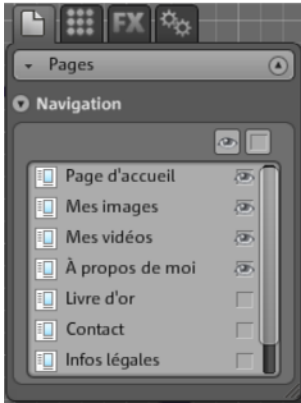 FX
Pages
Navigation
Page d'accueil
Mes images
Mes vidéos
À propos de moi
Livre d'or
Contact
Infos légales